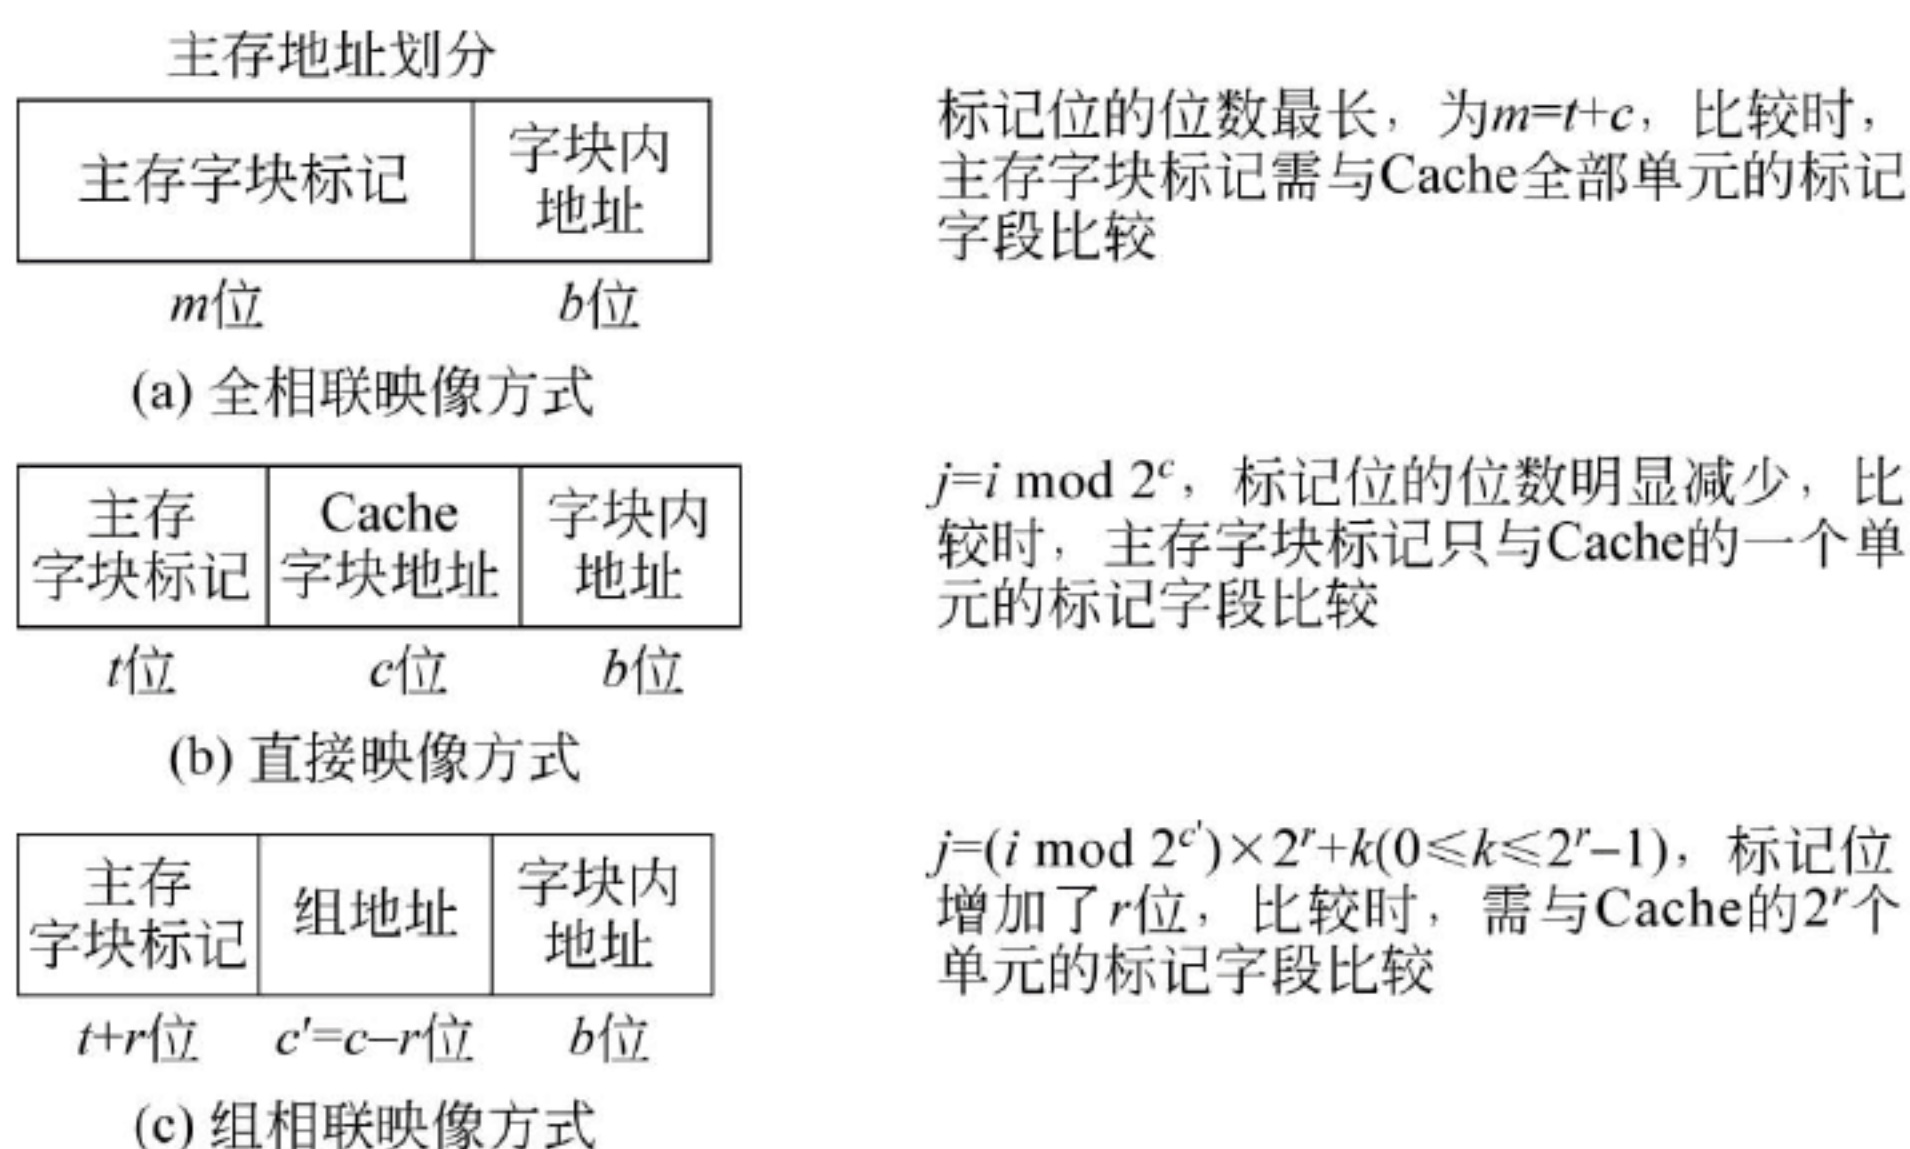 主存地址划分
主存字块标记
字块内
地址
m位
b位
(a) 全相联映像方式
标记位的位数最长，为m=t+c，比较时，
主存字块标记需与Cache全部单元的标记
字段比较
主存
字块标记
Cache
字块地址
字块内
地址
t位
c位
b位
(b) 直接映像方式
j=i mod 2^c，标记位的位数明显减少，比
较时，主存字块标记只与Cache的一个单
元的标记字段比较
主存
字块标记
组地址
字块内
地址
t+r位
c'=c–r位
b位
(c) 组相联映像方式
j=(i mod 2^c')×2^r+k(0≤k≤2^r–1)，标记位
增加了r位，比较时，需与Cache的2^r个
单元的标记字段比较